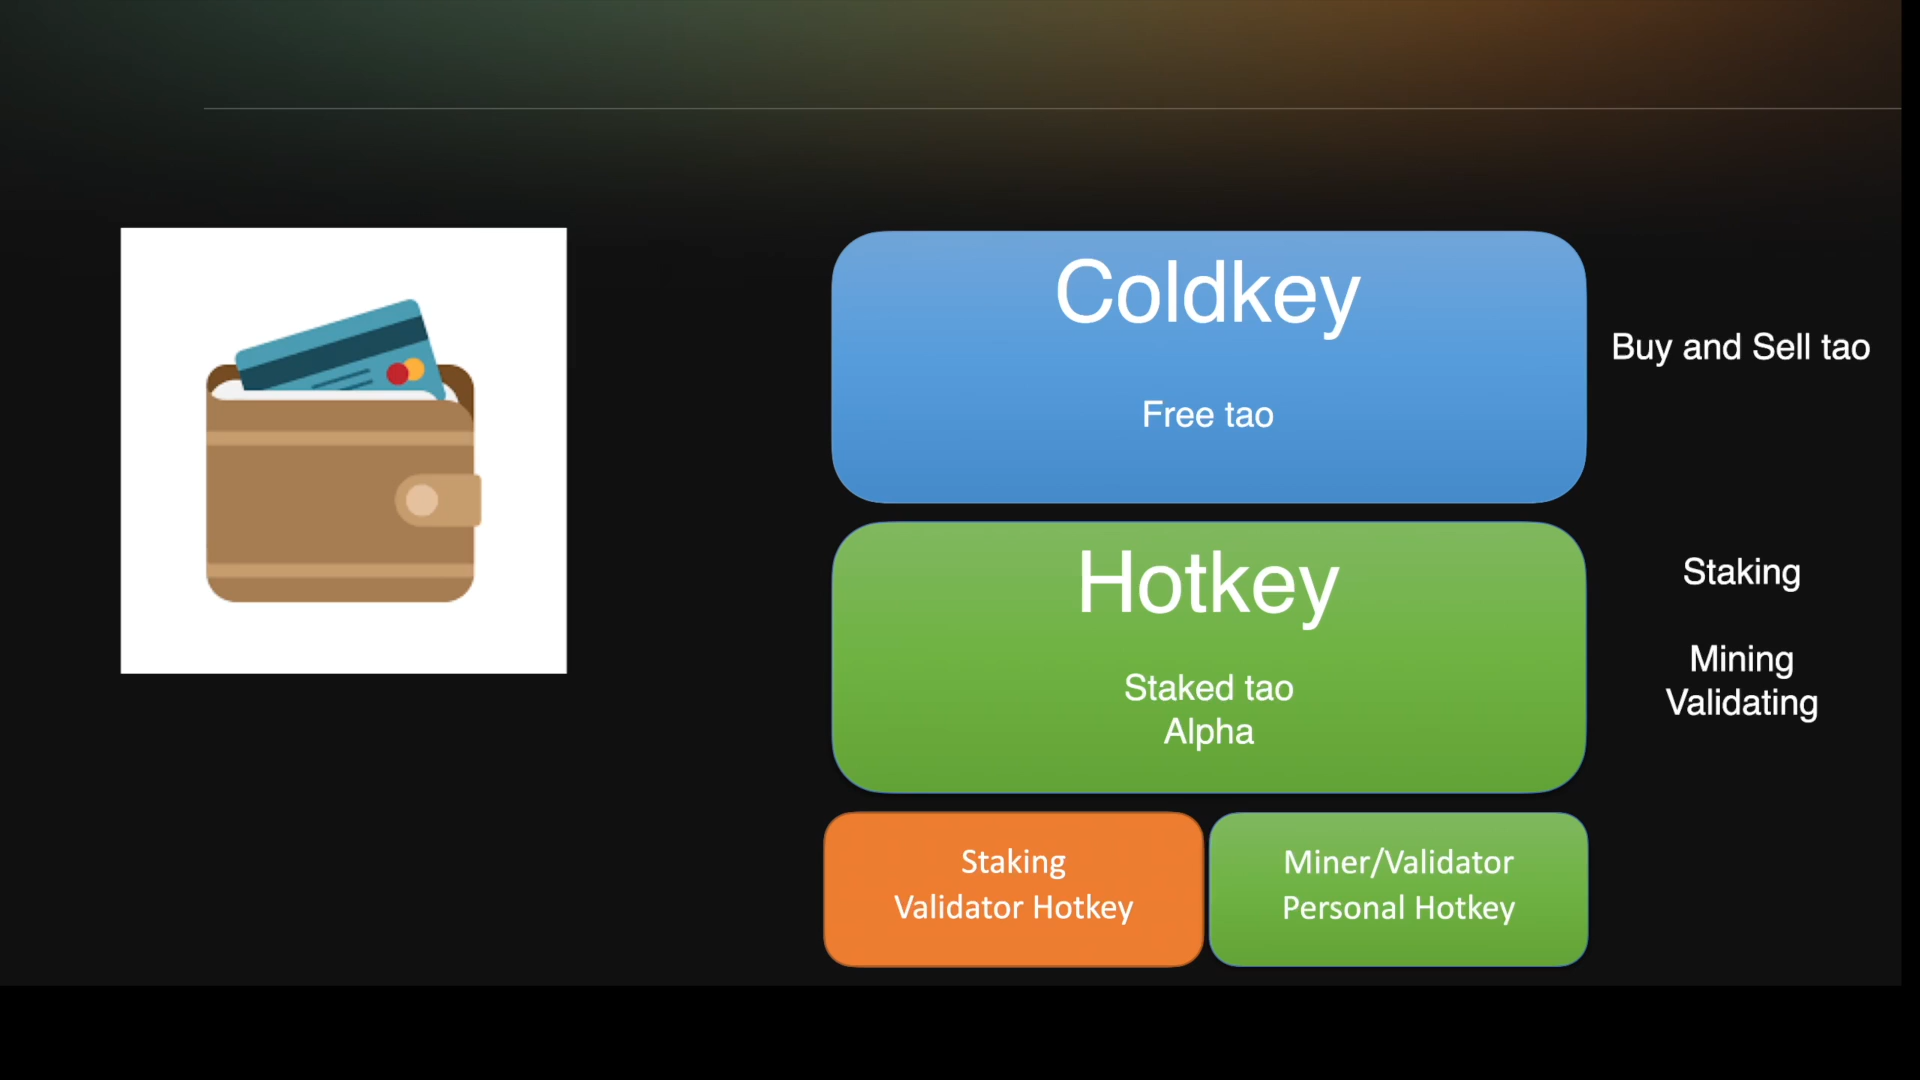 Coldkey
Free tao
Buy and Sell tao
Hotkey
Staked tao
Alpha
Staking
Mining
Validating
Staking
Validator Hotkey
Miner/Validator
Personal Hotkey